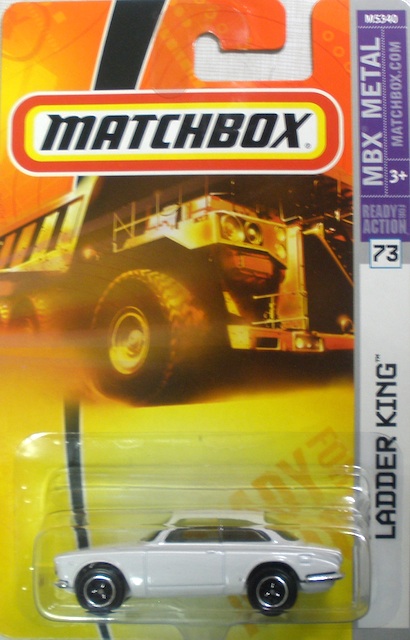 M5340
MBX METAL
MATCHBOX.COM
3+
READY FOR
ACTION
MATCHBOX®
73
LADDER KING™